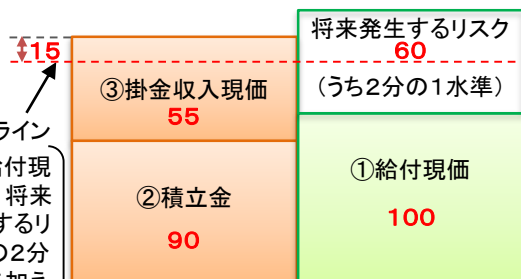 15
将来発生するリスク
60
(うち2分の1水準)
③掛金収入現価
55
ライン
給付現
将来
するリ
の2分
加え
②積立金
90
①給付現価
100